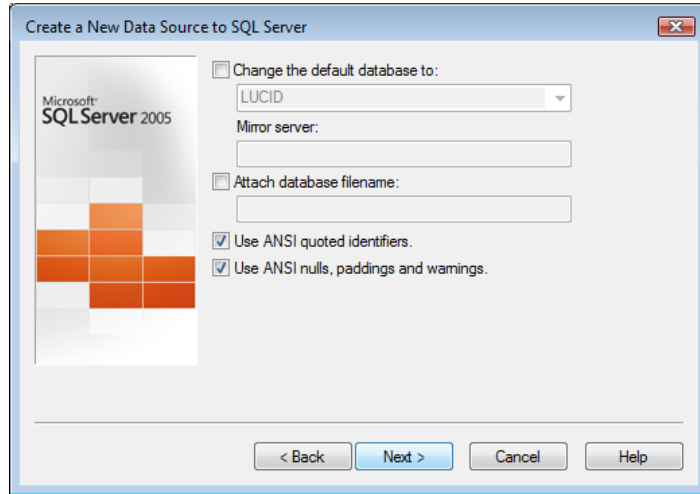 Create a New Data Source to SQL Server
Microsoft
SQL Server 2005
Change the default database to:
LUCID
Mirror server:
Attach database filename:
Use ANSI quoted identifiers.
Use ANSI nulls, paddings and warnings.
< Back
Next >
Cancel
Help